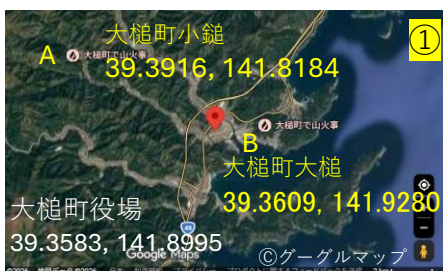 大槌町小鎚
①
A
大槌町で山火事
39.3916, 141.8184
大槌町で山火事
B
大槌町大槌
39.3609, 141.9280
大槌町役場
45
39.3583, 141.8995
Google Maps
Ⓒグーグルマップ